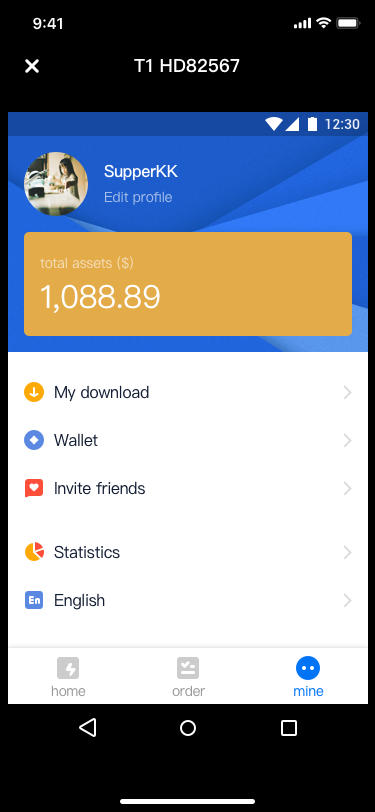 9:41
T1 HD82567
12:30
SupperKK
Edit profile
total assets ($)
1,088.89
My download
Wallet
Invite friends
Statistics
En English
home order mine